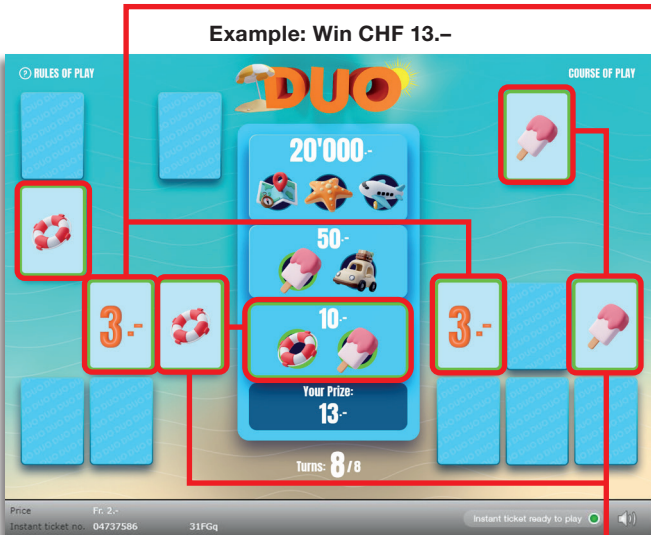 Example: Win CHF 13.–
? RULES OF PLAY
DUO
COURSE OF PLAY
20'000.-
50.-
3.-
10.-
3.-
Your Prize:
13.-
Turns: 8/8
Price Fr. 2.-
Instant ticket no. 04737586 31FGq
Instant ticket ready to play